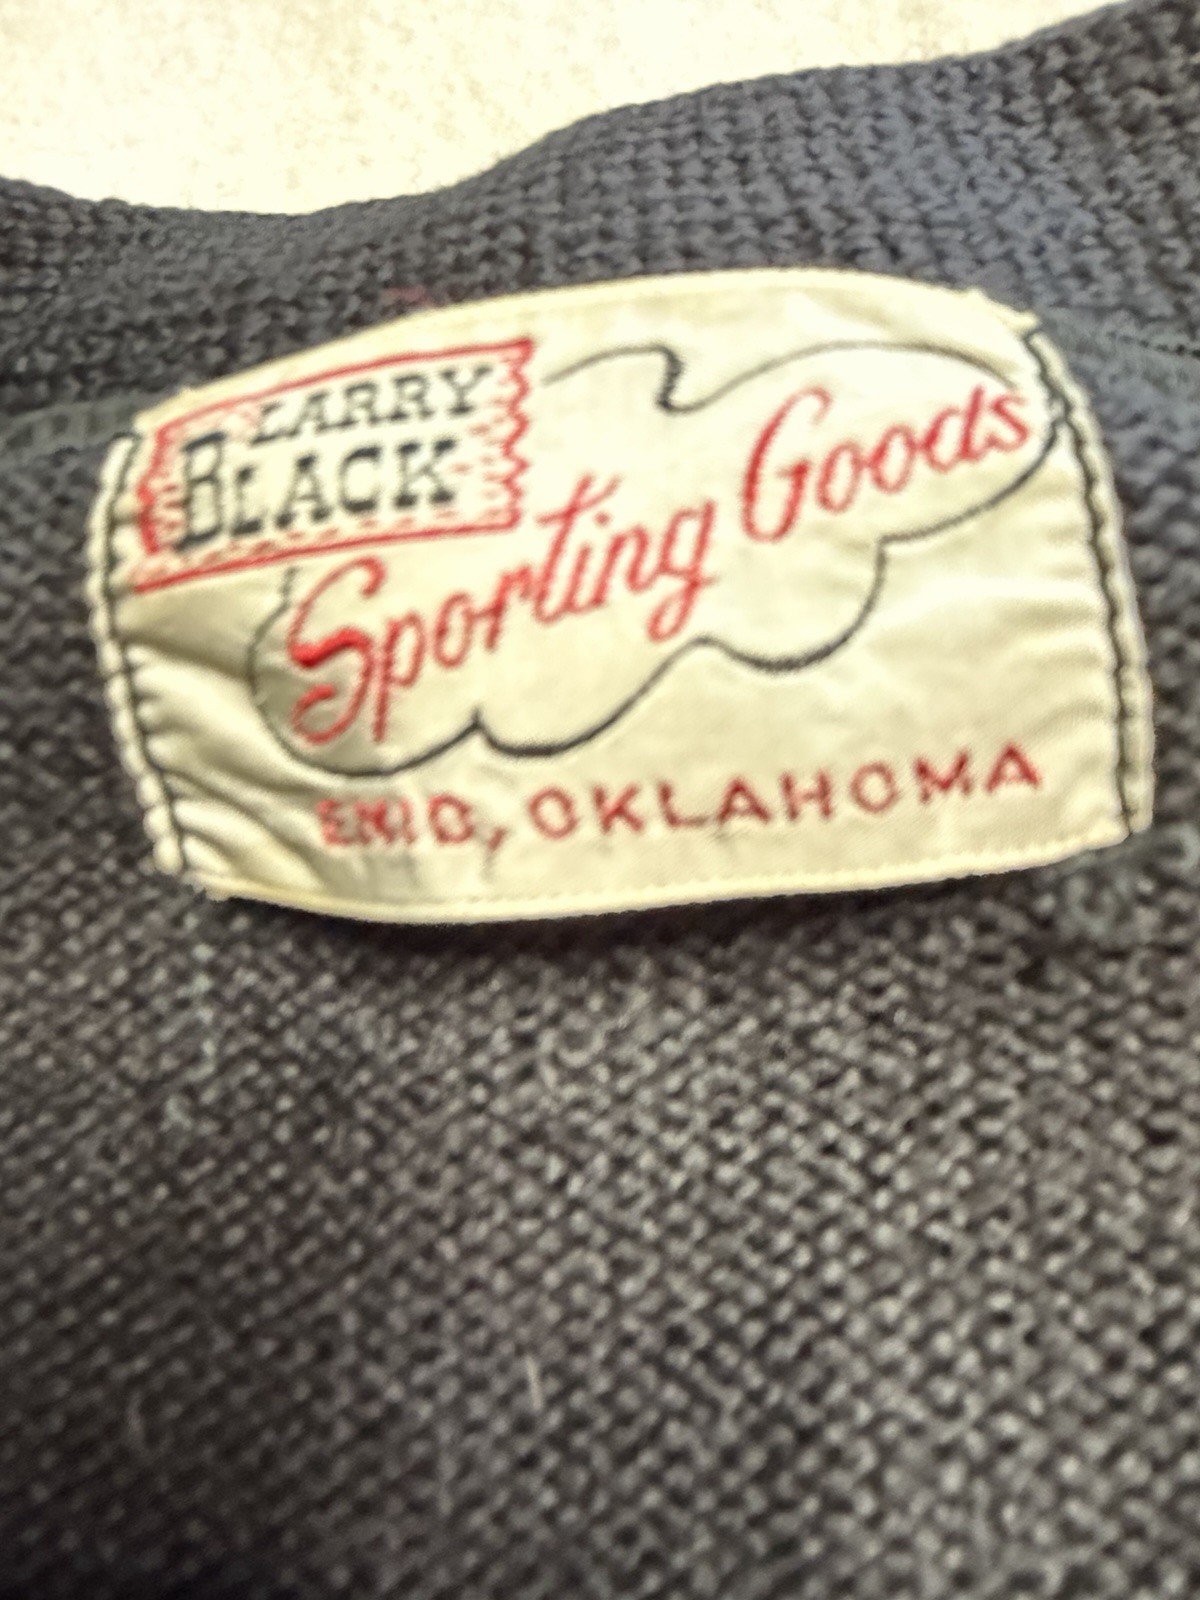 LARRY
BLACK
Sporting Goods
ENID, OKLAHOMA